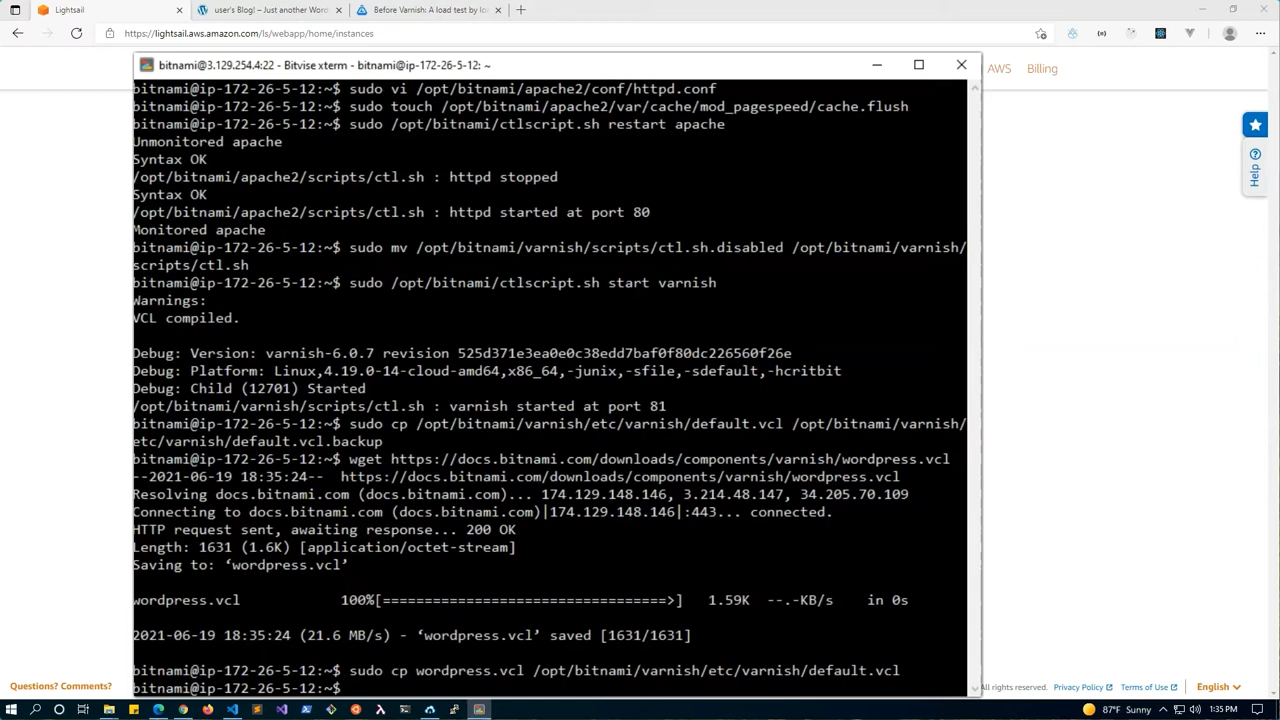 Lightsail
user's Blog! – Just another Word
Before Varnish: A load test by lo
https://lightsail.aws.amazon.com/ls/webapp/home/instances
AWS
Billing
Help
bitnami@3.129.254.4:22 - Bitvise xterm - bitnami@ip-172-26-5-12: ~
bitnami@ip-172-26-5-12:~$ sudo vi /opt/bitnami/apache2/conf/httpd.conf
bitnami@ip-172-26-5-12:~$ sudo touch /opt/bitnami/apache2/var/cache/mod_pagespeed/cache.flush
bitnami@ip-172-26-5-12:~$ sudo /opt/bitnami/ctlscript.sh restart apache
Unmonitored apache
Syntax OK
/opt/bitnami/apache2/scripts/ctl.sh : httpd stopped
Syntax OK
/opt/bitnami/apache2/scripts/ctl.sh : httpd started at port 80
Monitored apache
bitnami@ip-172-26-5-12:~$ sudo mv /opt/bitnami/varnish/scripts/ctl.sh.disabled /opt/bitnami/varnish/
scripts/ctl.sh
bitnami@ip-172-26-5-12:~$ sudo /opt/bitnami/ctlscript.sh start varnish
Warnings:
VCL compiled.
Debug: Version: varnish-6.0.7 revision 525d371e3ea0e0c38edd7baf0f80dc226560f26e
Debug: Platform: Linux,4.19.0-14-cloud-amd64,x86_64,-junix,-sfile,-sdefault,-hcritbit
Debug: Child (12701) Started
/opt/bitnami/varnish/scripts/ctl.sh : varnish started at port 81
bitnami@ip-172-26-5-12:~$ sudo cp /opt/bitnami/varnish/etc/varnish/default.vcl /opt/bitnami/varnish/
etc/varnish/default.vcl.backup
bitnami@ip-172-26-5-12:~$ wget https://docs.bitnami.com/downloads/components/varnish/wordpress.vcl
--2021-06-19 18:35:24--  https://docs.bitnami.com/downloads/components/varnish/wordpress.vcl
Resolving docs.bitnami.com (docs.bitnami.com)... 174.129.148.146, 3.214.48.147, 34.205.70.109
Connecting to docs.bitnami.com (docs.bitnami.com)|174.129.148.146|:443... connected.
HTTP request sent, awaiting response... 200 OK
Length: 1631 (1.6K) [application/octet-stream]
Saving to: ‘wordpress.vcl’
wordpress.vcl            100%[==================================>]   1.59K  --.-KB/s    in 0s
2021-06-19 18:35:24 (21.6 MB/s) - ‘wordpress.vcl’ saved [1631/1631]
bitnami@ip-172-26-5-12:~$ sudo cp wordpress.vcl /opt/bitnami/varnish/etc/varnish/default.vcl
bitnami@ip-172-26-5-12:~$
Questions? Comments?
All rights reserved.
Privacy Policy
Terms of Use
English
87°F Sunny
1:35 PM